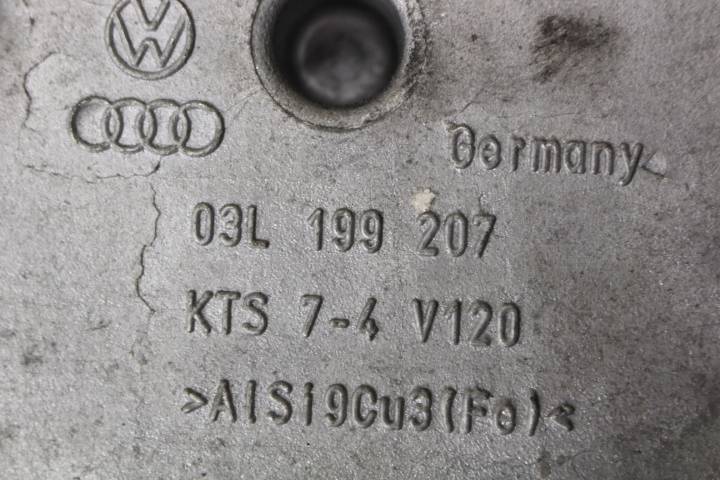 Germany
03L 199 207
KTS 7-4 V120
>AlSi9Cu3(Fe)<